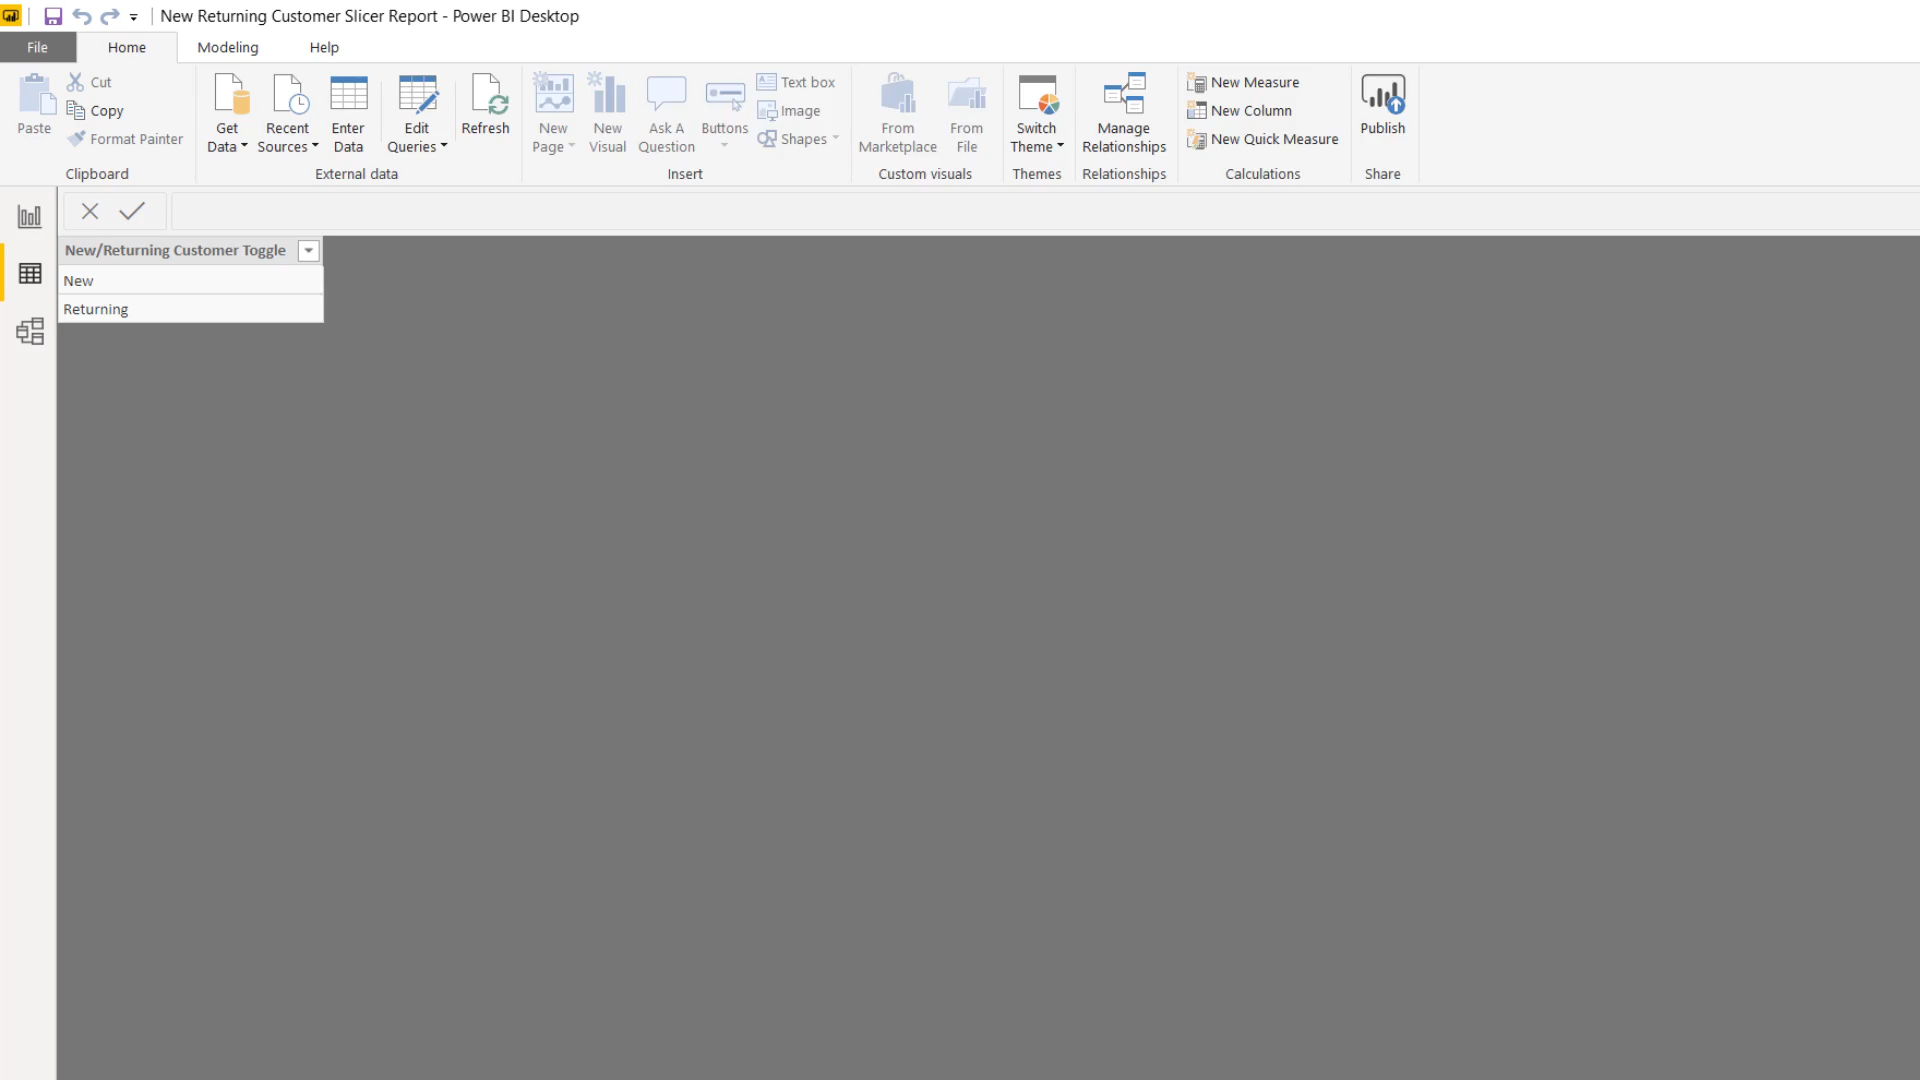 New Returning Customer Slicer Report - Power BI Desktop
File Home Modeling Help
Paste
Cut
Copy
Format Painter
Clipboard
Get Data
Recent Sources
Enter Data
Edit Queries
Refresh
External data
New Page
New Visual
Ask A Question
Buttons
Text box
Image
Shapes
Insert
From Marketplace
From File
Custom visuals
Switch Theme
Themes
Manage Relationships
Relationships
New Measure
New Column
New Quick Measure
Calculations
Publish
Share
New/Returning Customer Toggle
New
Returning